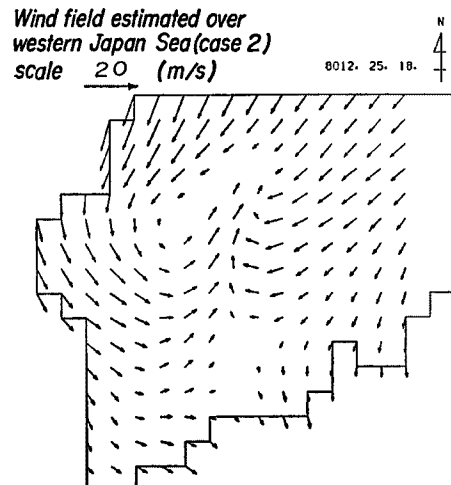 Wind field estimated over
western Japan Sea (case 2)
scale 20 (m/s)
8012. 25. 18.
N